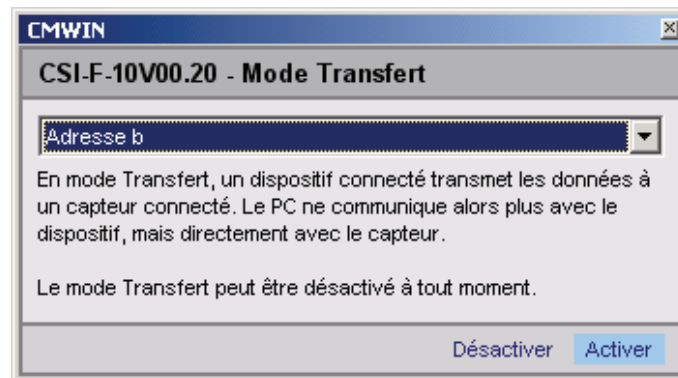 CMWIN
CSI-F-10V00.20 - Mode Transfert
Adresse b
En mode Transfert, un dispositif connecté transmet les données à
un capteur connecté. Le PC ne communique alors plus avec le
dispositif, mais directement avec le capteur.
Le mode Transfert peut être désactivé à tout moment.
Désactiver Activer